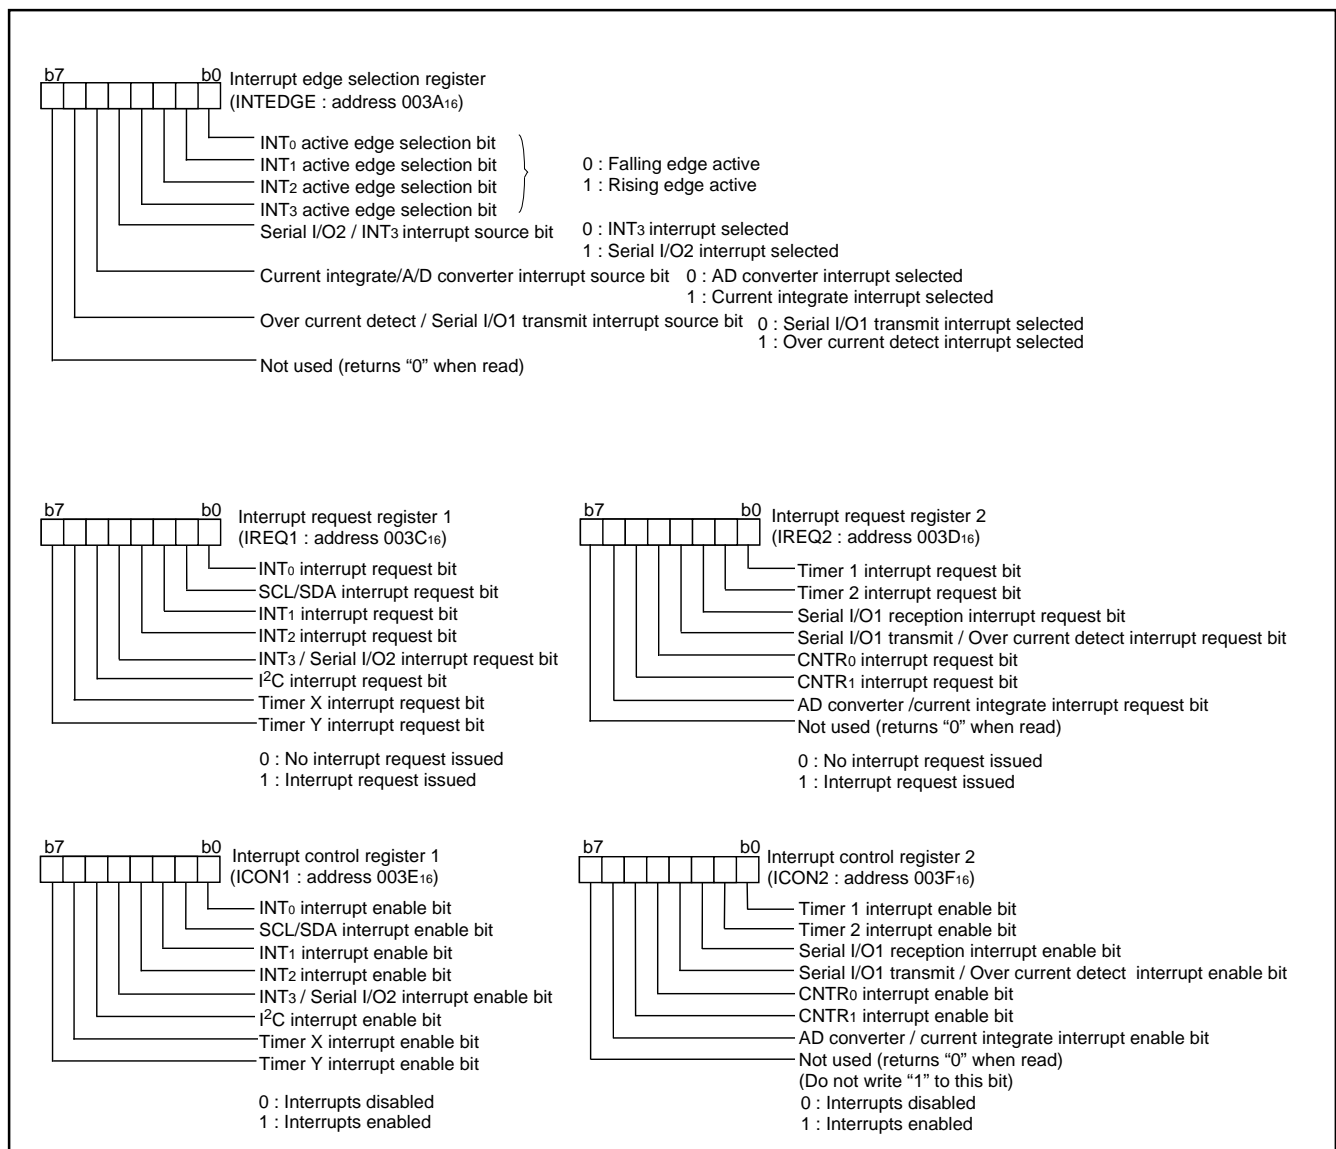 b7 b0 Interrupt edge selection register
(INTEDGE : address 003A16)
INT0 active edge selection bit
INT1 active edge selection bit
INT2 active edge selection bit
INT3 active edge selection bit
0 : Falling edge active
1 : Rising edge active
Serial I/O2 / INT3 interrupt source bit
0 : INT3 interrupt selected
1 : Serial I/O2 interrupt selected
Current integrate/A/D converter interrupt source bit
0 : AD converter interrupt selected
1 : Current integrate interrupt selected
Over current detect / Serial I/O1 transmit interrupt source bit
0 : Serial I/O1 transmit interrupt selected
1 : Over current detect interrupt selected
Not used (returns “0” when read)
b7 b0 Interrupt request register 1
(IREQ1 : address 003C16)
INT0 interrupt request bit
SCL/SDA interrupt request bit
INT1 interrupt request bit
INT2 interrupt request bit
INT3 / Serial I/O2 interrupt request bit
I2C interrupt request bit
Timer X interrupt request bit
Timer Y interrupt request bit
0 : No interrupt request issued
1 : Interrupt request issued
b7 b0 Interrupt request register 2
(IREQ2 : address 003D16)
Timer 1 interrupt request bit
Timer 2 interrupt request bit
Serial I/O1 reception interrupt request bit
Serial I/O1 transmit / Over current detect interrupt request bit
CNTR0 interrupt request bit
CNTR1 interrupt request bit
AD converter /current integrate interrupt request bit
Not used (returns “0” when read)
0 : No interrupt request issued
1 : Interrupt request issued
b7 b0 Interrupt control register 1
(ICON1 : address 003E16)
INT0 interrupt enable bit
SCL/SDA interrupt enable bit
INT1 interrupt enable bit
INT2 interrupt enable bit
INT3 / Serial I/O2 interrupt enable bit
I2C interrupt enable bit
Timer X interrupt enable bit
Timer Y interrupt enable bit
0 : Interrupts disabled
1 : Interrupts enabled
b7 b0 Interrupt control register 2
(ICON2 : address 003F16)
Timer 1 interrupt enable bit
Timer 2 interrupt enable bit
Serial I/O1 reception interrupt enable bit
Serial I/O1 transmit / Over current detect interrupt enable bit
CNTR0 interrupt enable bit
CNTR1 interrupt enable bit
AD converter / current integrate interrupt enable bit
Not used (returns “0” when read)
(Do not write “1” to this bit)
0 : Interrupts disabled
1 : Interrupts enabled